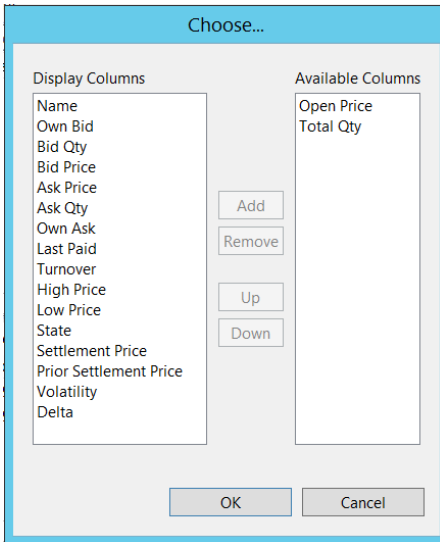 Choose...
Display Columns
Available Columns
Name
Own Bid
Bid Qty
Bid Price
Ask Price
Ask Qty
Own Ask
Last Paid
Turnover
High Price
Low Price
State
Settlement Price
Prior Settlement Price
Volatility
Delta
Add
Remove
Up
Down
Open Price
Total Qty
OK
Cancel